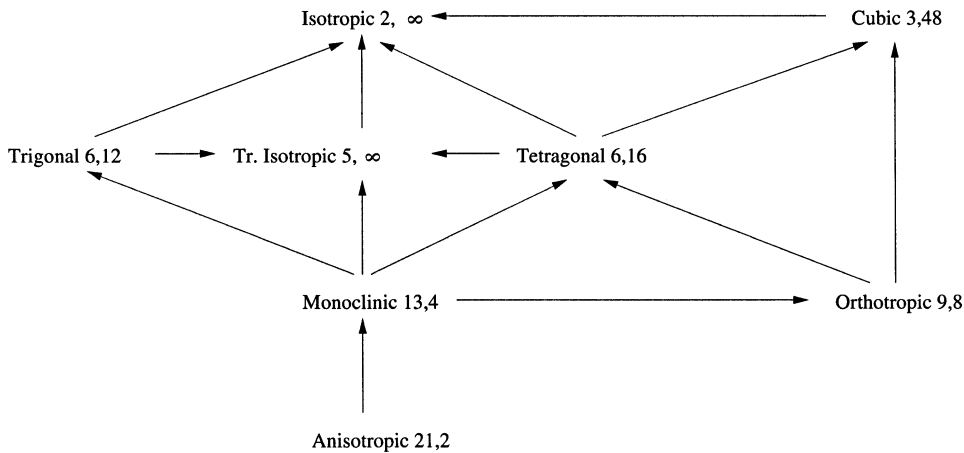 Isotropic 2, ∞
Cubic 3,48
Trigonal 6,12
Tr. Isotropic 5, ∞
Tetragonal 6,16
Monoclinic 13,4
Orthotropic 9,8
Anisotropic 21,2